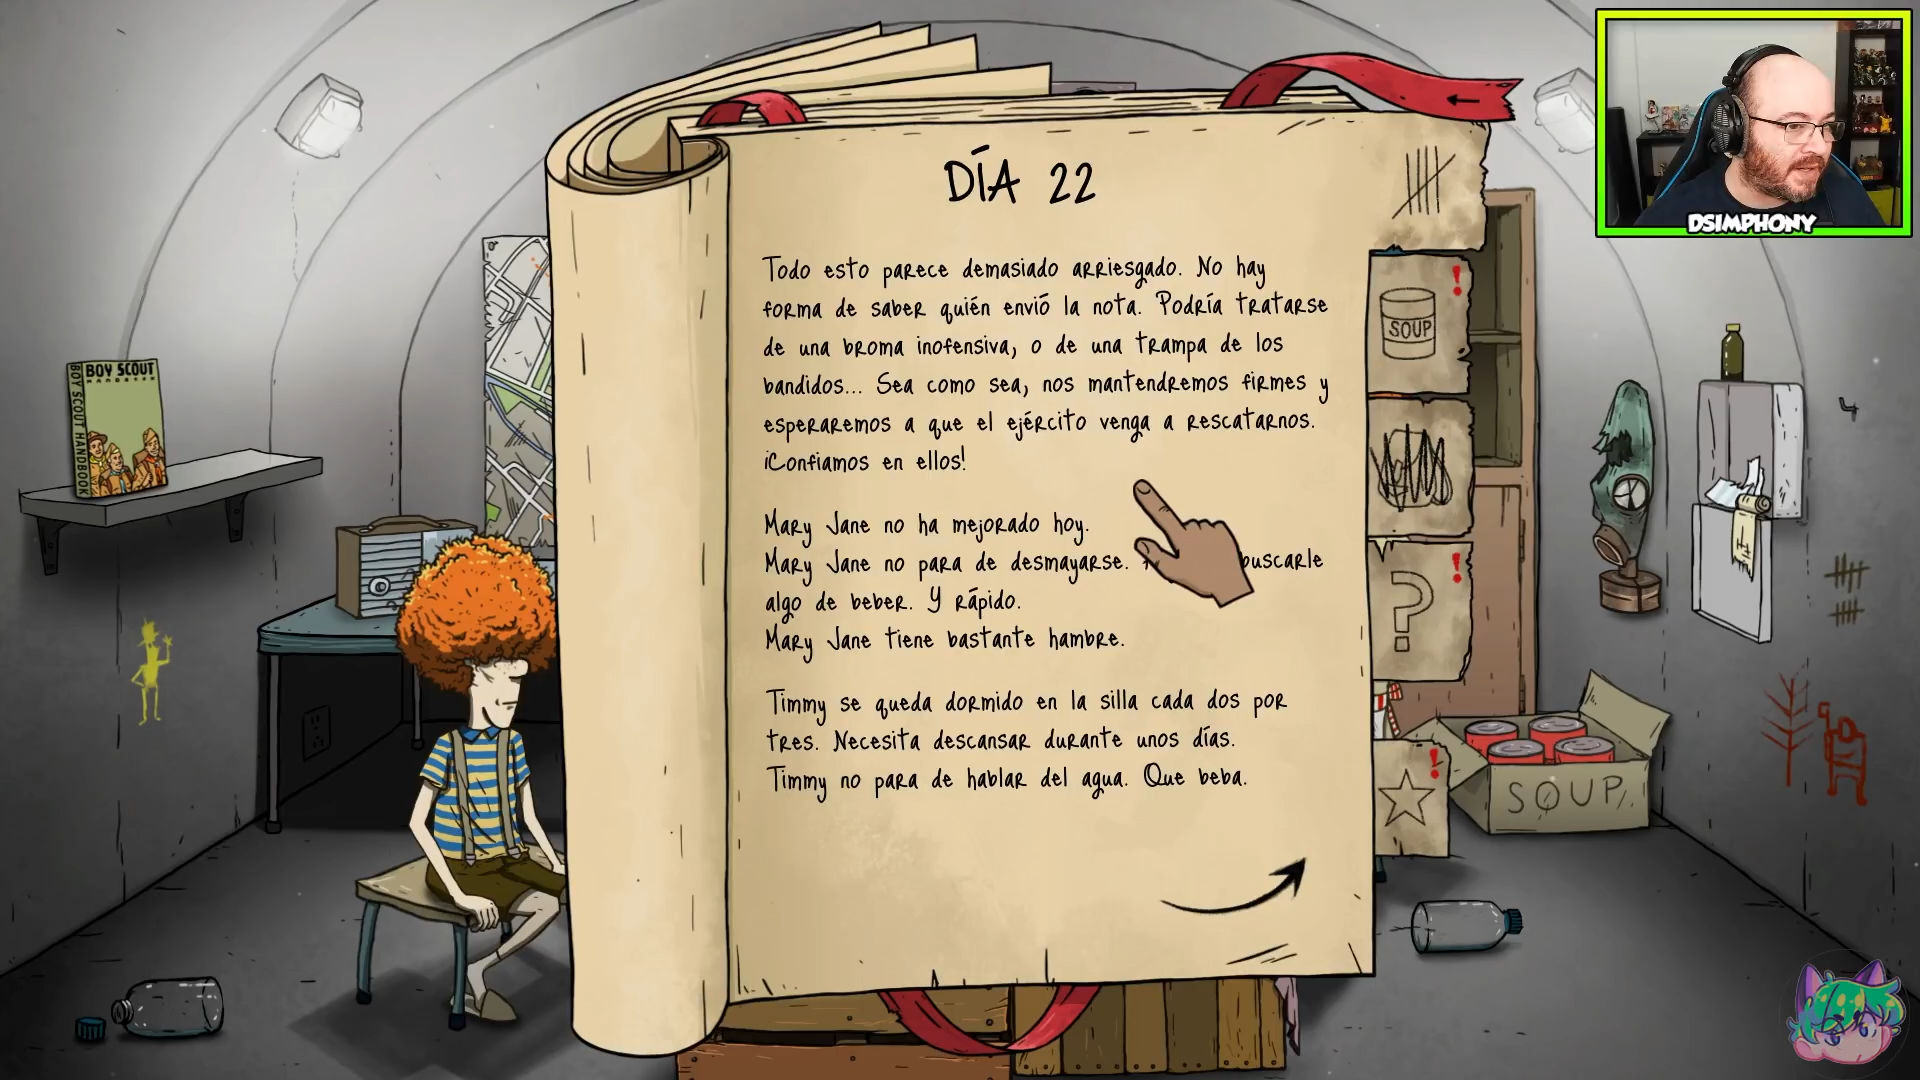 DÍA 22
Todo esto parece demasiado arriesgado. No hay
forma de saber quién envió la nota. Podría tratarse
de una broma inofensiva, o de una trampa de los
bandidos... Sea como sea, nos mantendremos firmes y
esperaremos a que el ejército venga a rescatarnos.
¡Confiamos en ellos!
Mary Jane no ha mejorado hoy.
Mary Jane no para de desmayarse. buscarle
algo de beber. Y rápido.
Mary Jane tiene bastante hambre.
Timmy se queda dormido en la silla cada dos por
tres. Necesita descansar durante unos días.
Timmy no para de hablar del agua. Que beba.
BOY SCOUT
HANDBOOK
BOY SCOUT HANDBOOK
SOUP
!
?
!
!
SOUP
DSIMPHONY